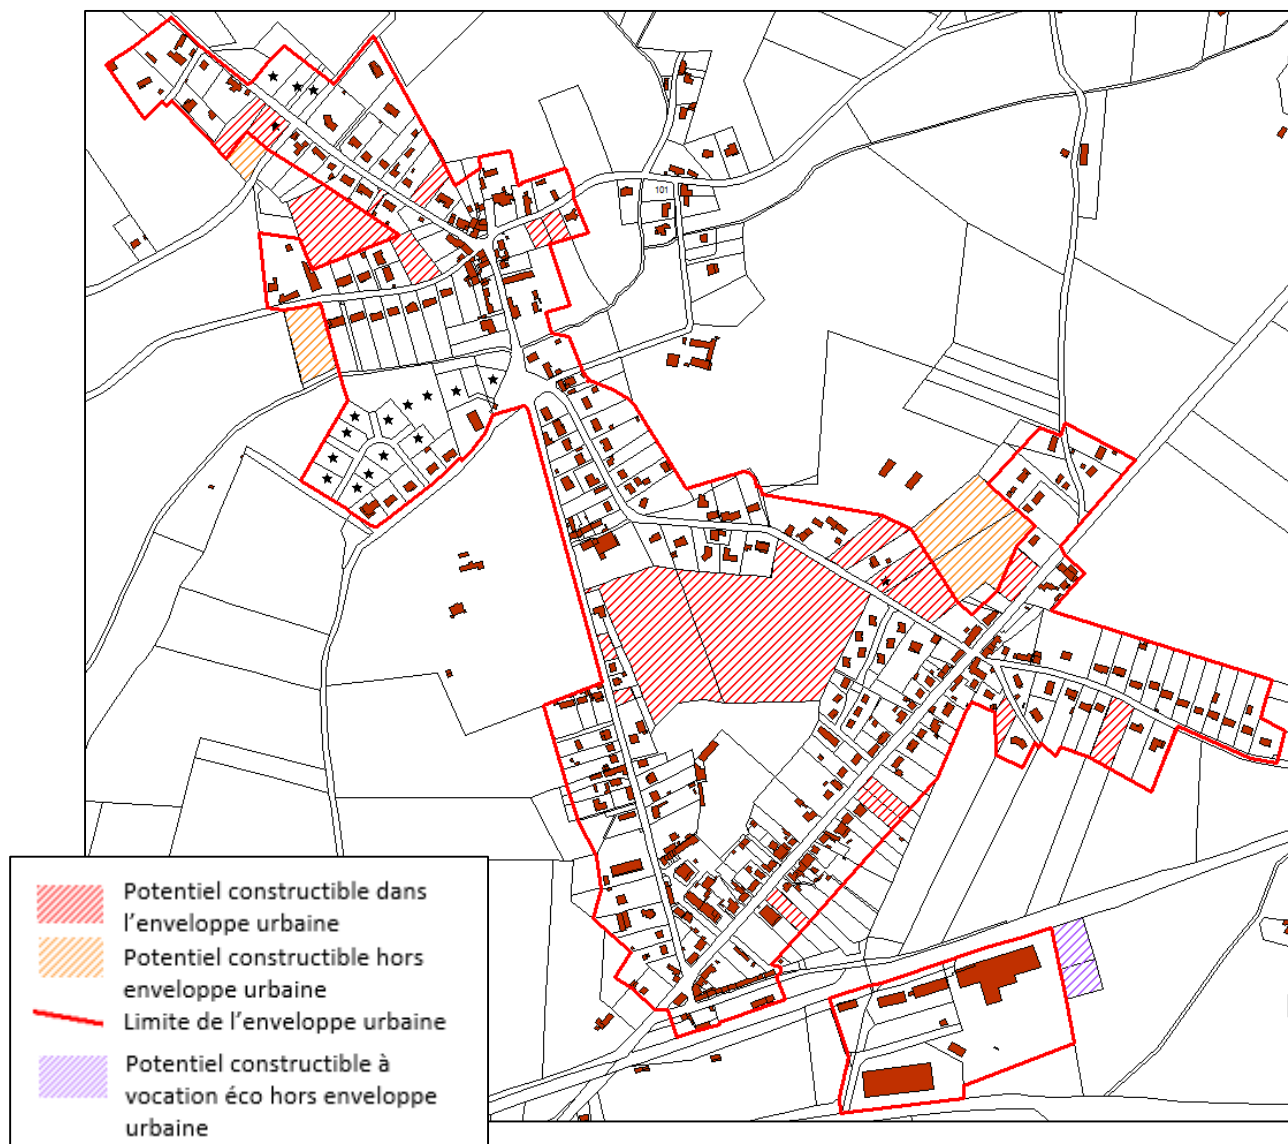 101
Potentiel constructible dans
l'enveloppe urbaine
Potentiel constructible hors
enveloppe urbaine
Limite de l'enveloppe urbaine
Potentiel constructible à
vocation éco hors enveloppe
urbaine